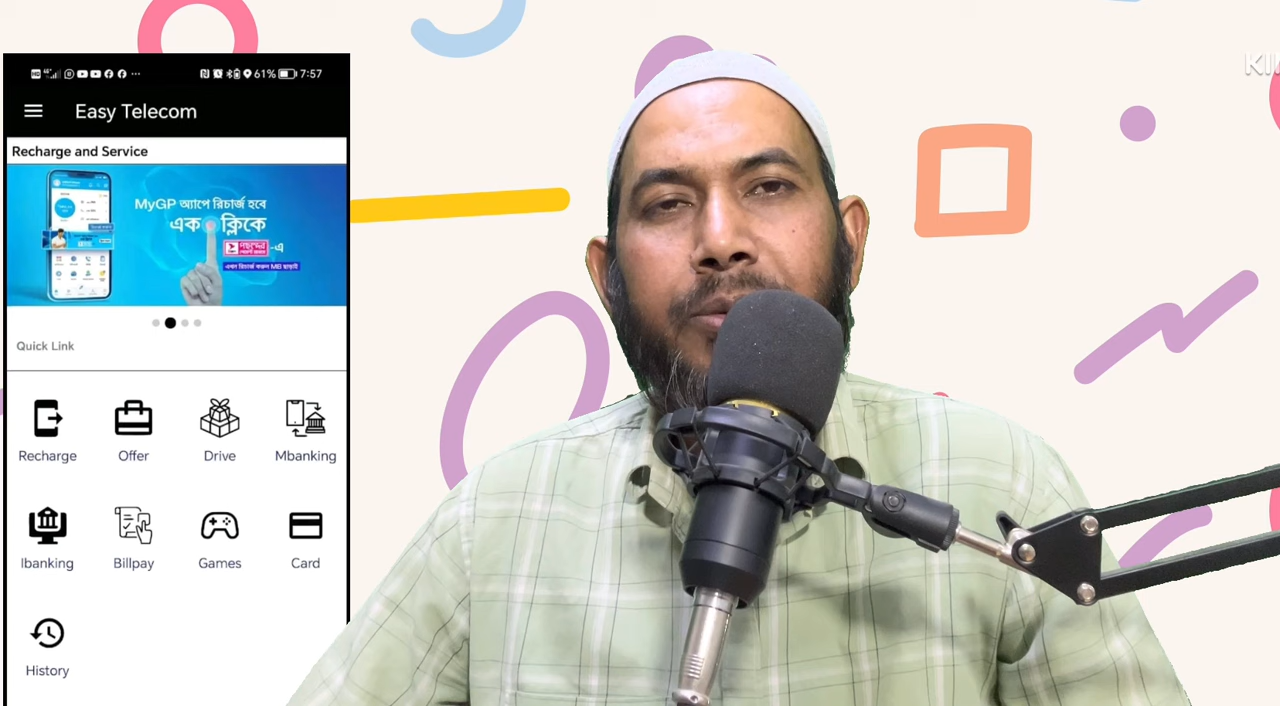 61% 7:57
Easy Telecom
Recharge and Service
MyGP অ্যাপে রিচার্জ হবে
এক ক্লিকে
-এ
Quick Link
Recharge
Offer
Drive
Mbanking
Ibanking
Billpay
Games
Card
History